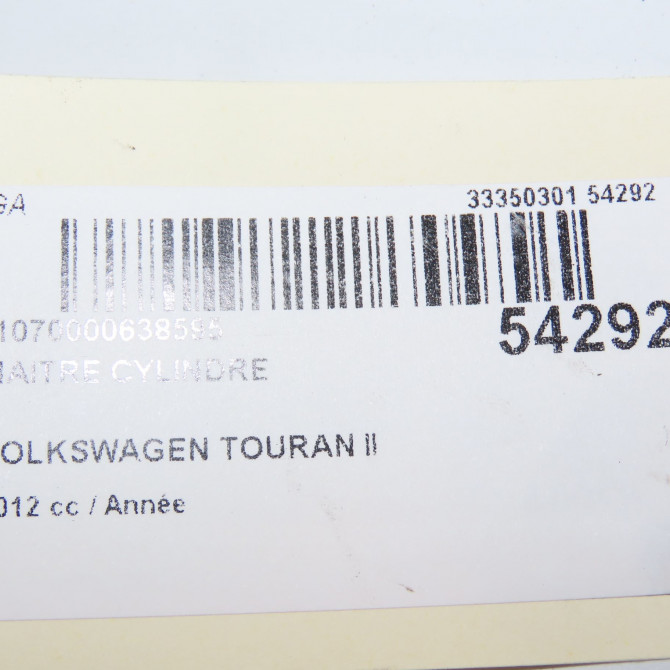 GA 33350301 54292
1070000638595
54292
MAITRE CYLINDRE
OLKSWAGEN TOURAN II
012 cc / Année